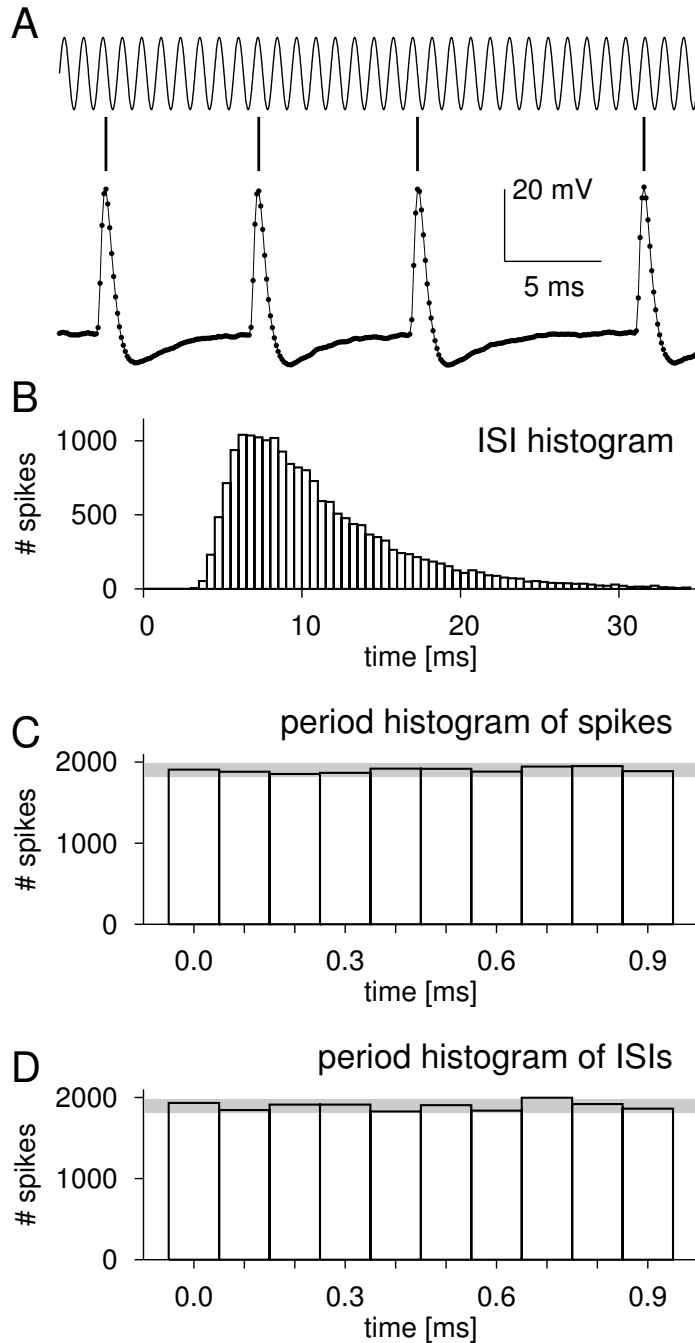 A
20 mV
5 ms
B
ISI histogram
# spikes
1000
500
0
0 10 20 30
time [ms]
C
period histogram of spikes
# spikes
2000
1000
0
0.0 0.3 0.6 0.9
time [ms]
D
period histogram of ISIs
# spikes
2000
1000
0
0.0 0.3 0.6 0.9
time [ms]